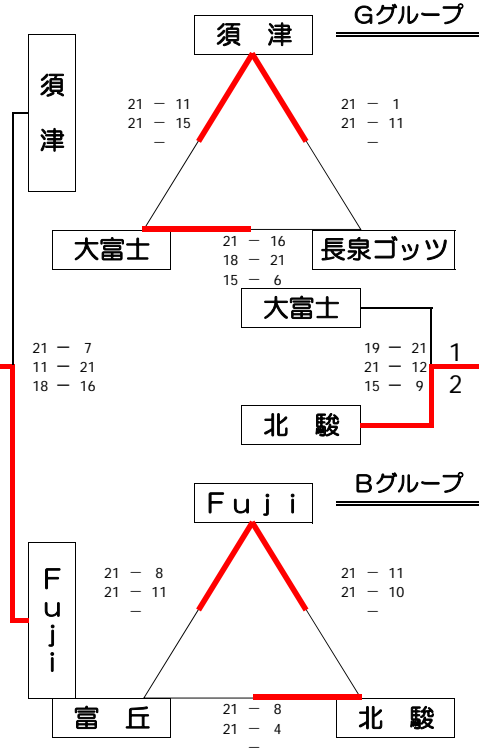 Gグループ
須　津
須
津
21 － 11
21 － 15
－
21 － 1
21 － 11
－
大富士
21 － 16
18 － 21
15 － 6
長泉ゴッツ
大富士
21 － 7
11 － 21
18 － 16
19 － 21
21 － 12
15 － 9
1
2
北　駿
Bグループ
Ｆｕｊｉ
Ｆ
ｕ
ｊ
ｉ
21 － 8
21 － 11
－
21 － 11
21 － 10
－
富　丘
21 － 8
21 － 4
－
北　駿